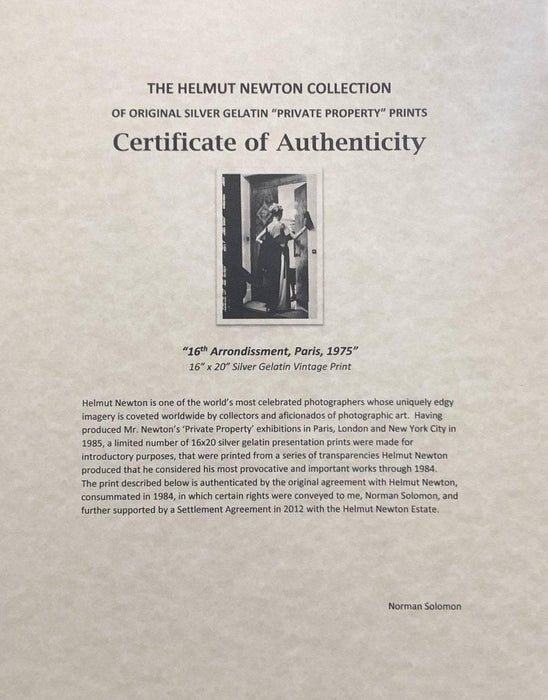 THE HELMUT NEWTON COLLECTION
OF ORIGINAL SILVER GELATIN “PRIVATE PROPERTY” PRINTS
Certificate of Authenticity
“16th Arrondissment, Paris, 1975”
16” x 20” Silver Gelatin Vintage Print
Helmut Newton is one of the world’s most celebrated photographers whose uniquely edgy
imagery is coveted worldwide by collectors and aficionados of photographic art.  Having
produced Mr. Newton’s ‘Private Property’ exhibitions in Paris, London and New York City in
1985, a limited number of 16x20 silver gelatin presentation prints were made for
introductory purposes, that were printed from a series of transparencies Helmut Newton
produced that he considered his most provocative and important works through 1984.
The print described below is authenticated by the original agreement with Helmut Newton,
consummated in 1984, in which certain rights were conveyed to me, Norman Solomon, and
further supported by a Settlement Agreement in 2012 with the Helmut Newton Estate.
Norman Solomon